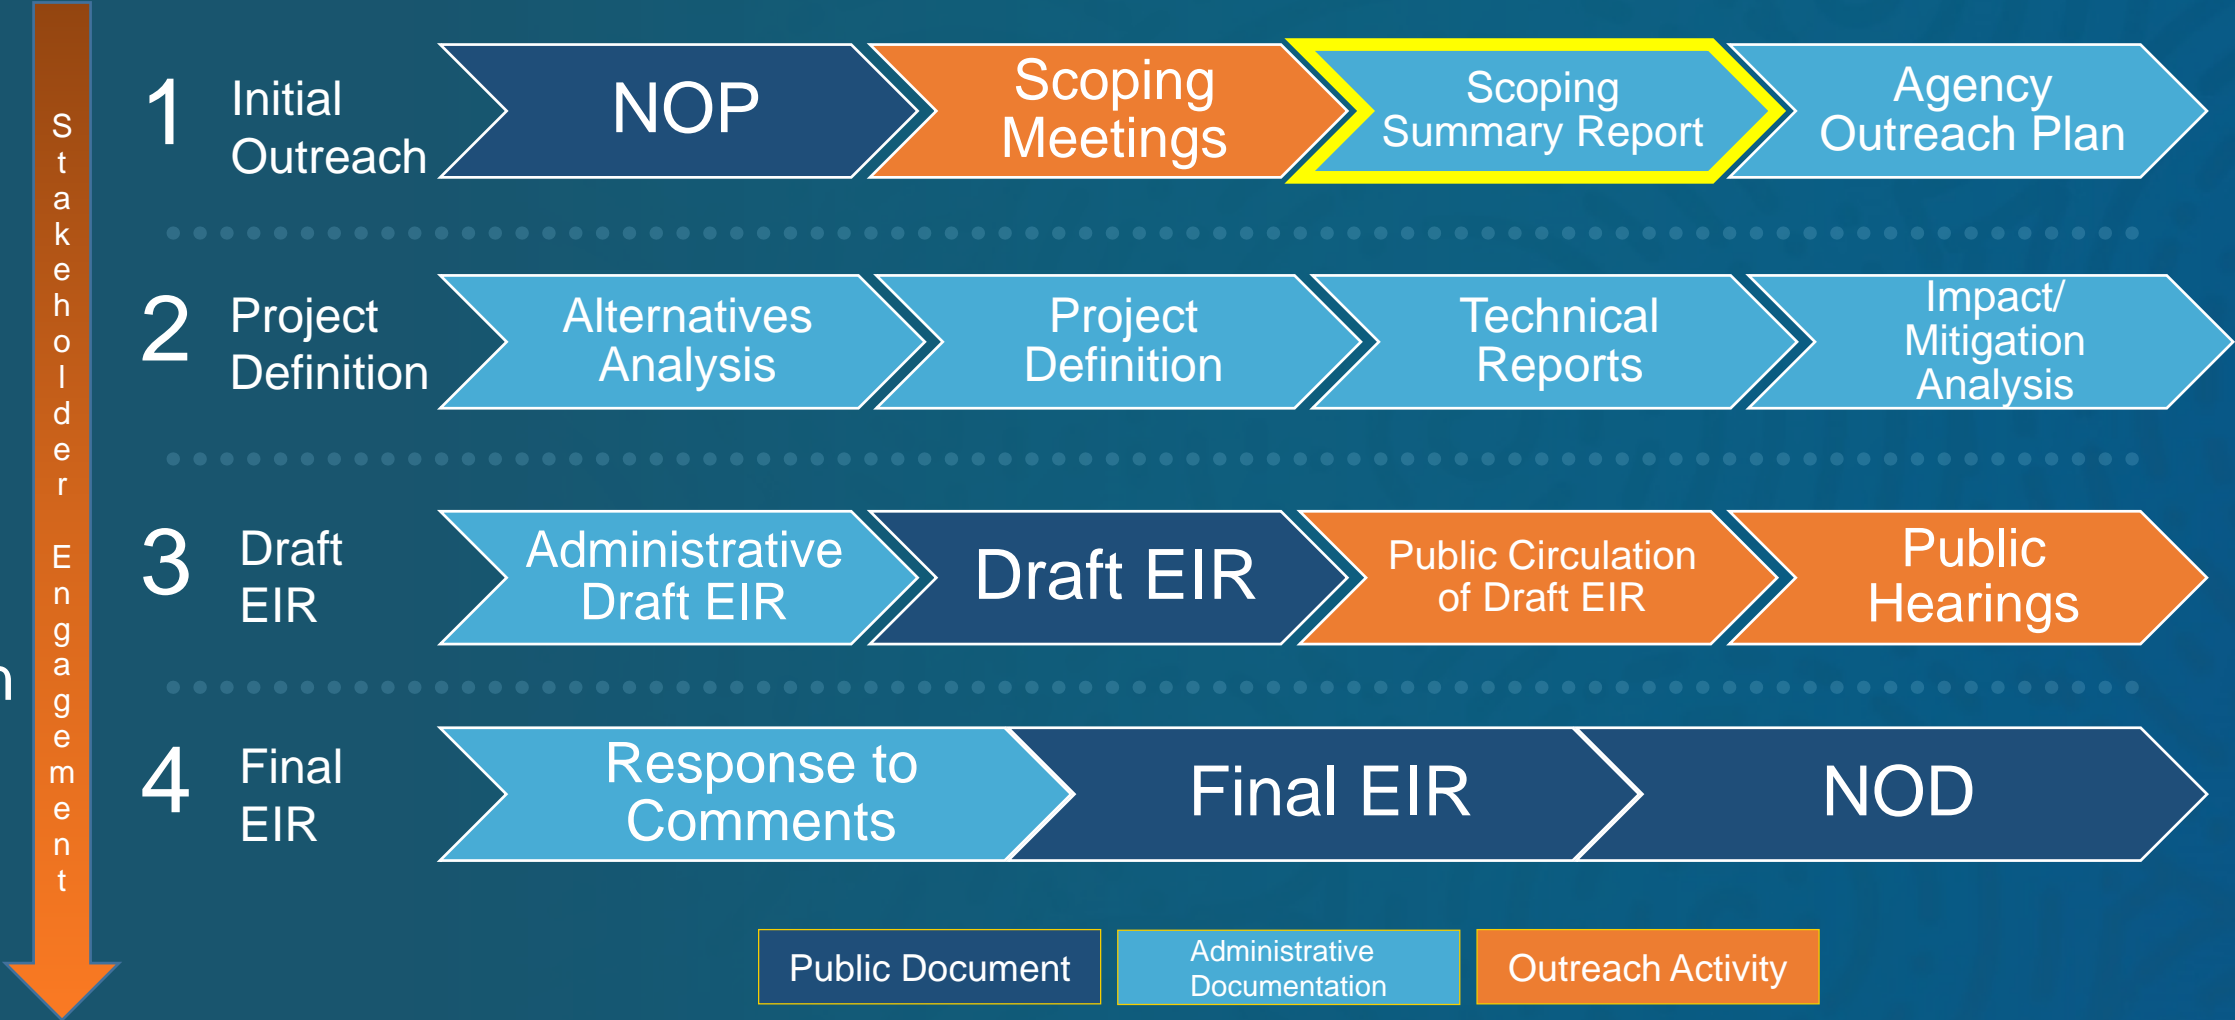 Stakeholder Engagement
1 Initial
Outreach
NOP
Scoping
Meetings
Scoping
Summary Report
Agency
Outreach Plan
2 Project
Definition
Alternatives
Analysis
Project
Definition
Technical
Reports
Impact/
Mitigation
Analysis
3 Draft
EIR
Administrative
Draft EIR
Draft EIR
Public Circulation
of Draft EIR
Public
Hearings
n
4 Final
EIR
Response to
Comments
Final EIR
NOD
Public Document
Administrative
Documentation
Outreach Activity